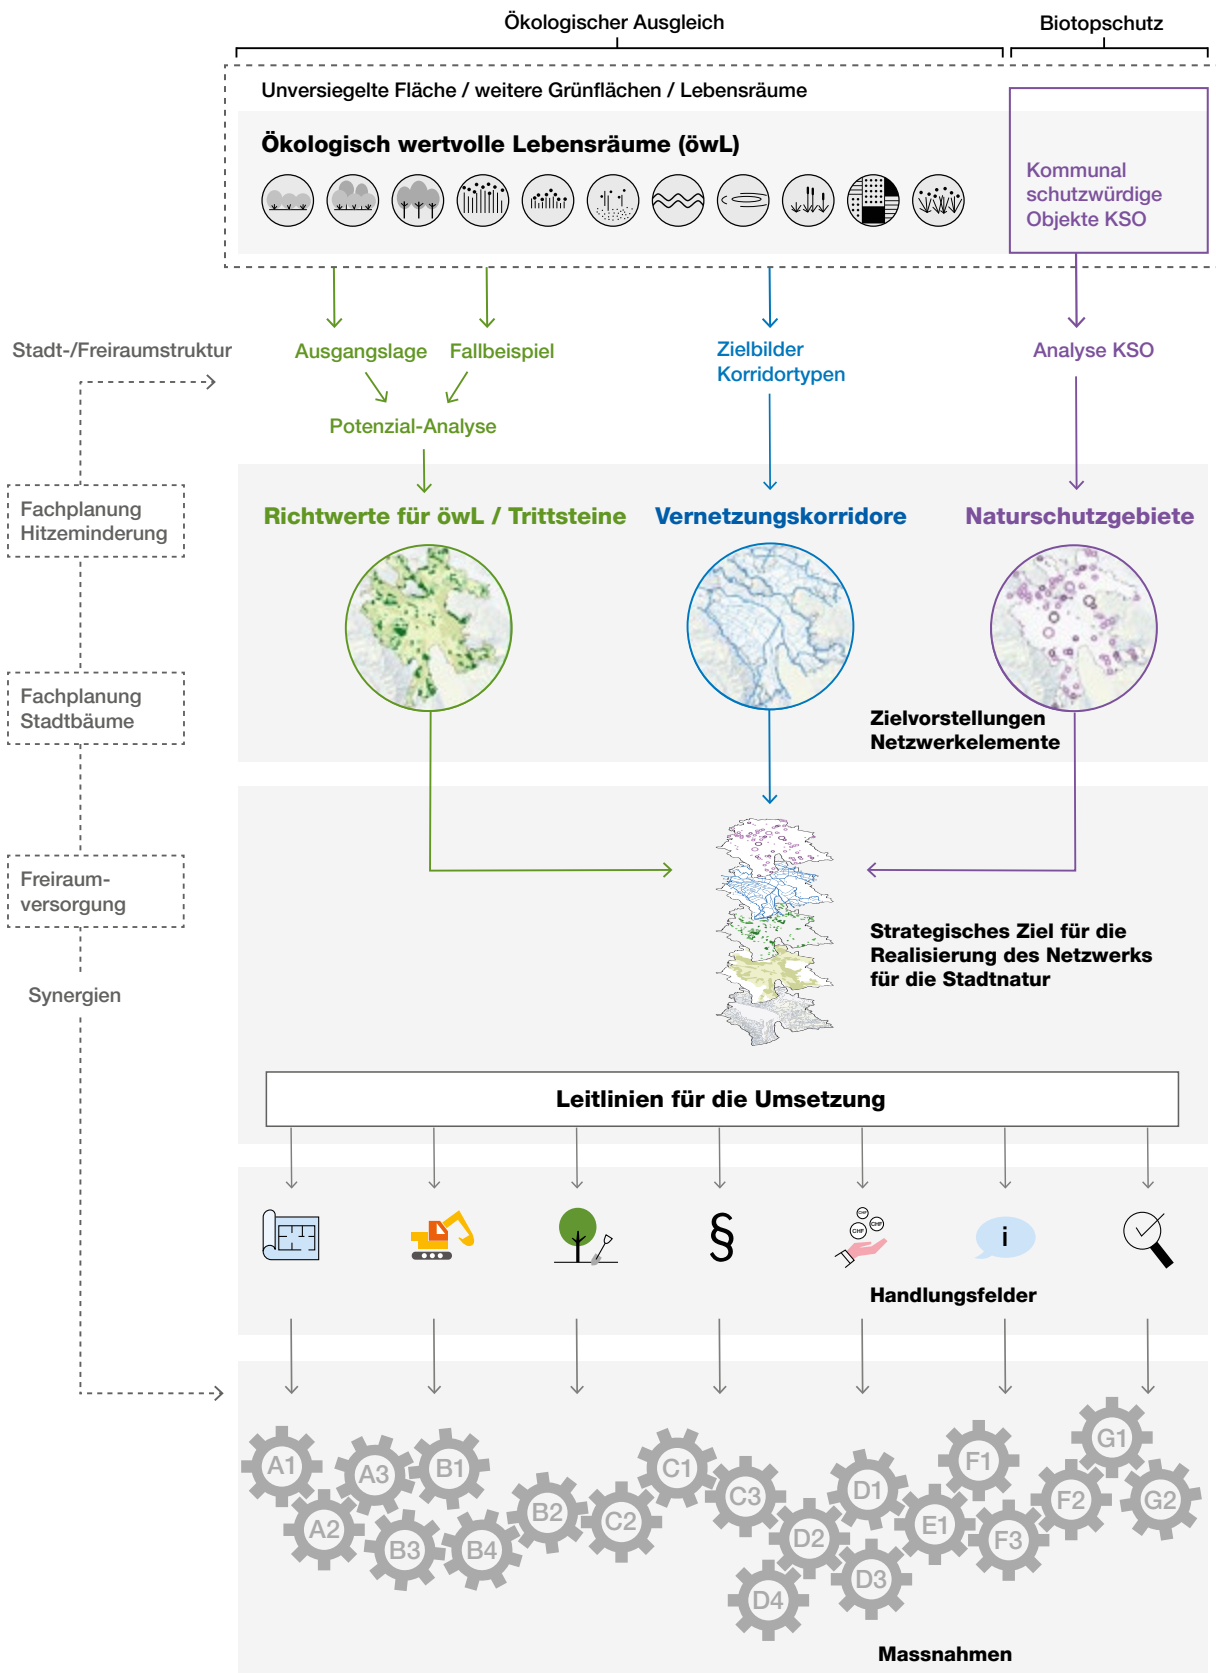 Ökologischer Ausgleich
Biotopschutz
Unversiegelte Fläche / weitere Grünflächen / Lebensräume
Ökologisch wertvolle Lebensräume (öwL)
Kommunal
schutzwürdige
Objekte KSO
Stadt-/Freiraumstruktur
Ausgangslage
Fallbeispiel
Zielbilder
Korridortypen
Analyse KSO
Potenzial-Analyse
Fachplanung
Hitzeminderung
Richtwerte für öwL / Trittsteine
Vernetzungskorridore
Naturschutzgebiete
Fachplanung
Stadtbäume
Zielvorstellungen
Netzwerkelemente
Freiraum-
versorgung
Strategisches Ziel für die
Realisierung des Netzwerks
für die Stadtnatur
Synergien
Leitlinien für die Umsetzung
§
CHF
CHF
CHF
i
Handlungsfelder
A1
A2
A3
B1
B3
B4
B2
C2
C1
C3
D2
D4
D1
D3
E1
F1
F3
F2
G1
G2
Massnahmen